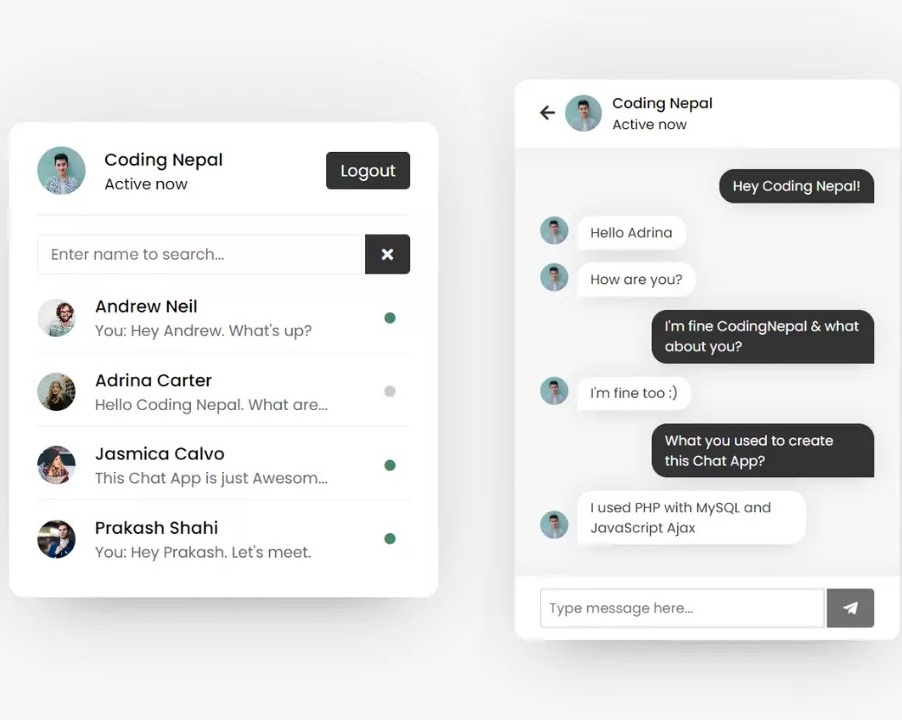 Coding Nepal
Active now
Logout
Enter name to search...
Andrew Neil
You: Hey Andrew. What's up?
Adrina Carter
Hello Coding Nepal. What are...
Jasmica Calvo
This Chat App is just Awesom...
Prakash Shahi
You: Hey Prakash. Let's meet.
Coding Nepal
Active now
Hey Coding Nepal!
Hello Adrina
How are you?
I'm fine CodingNepal & what
about you?
I'm fine too :)
What you used to create
this Chat App?
I used PHP with MySQL and
JavaScript Ajax
Type message here...